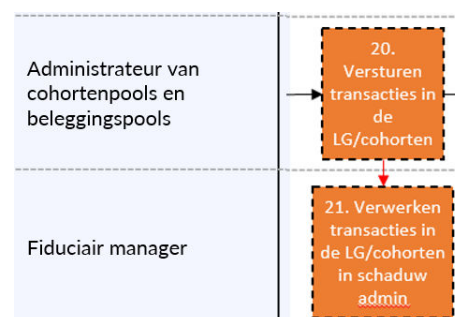 Administrateur van
cohortenpools en
beleggingspools
20.
Versturen
transacties in
de
LG/cohorten
Fiduciair manager
21. Verwerken
transacties in
de LG/cohorten
in schaduw
admin